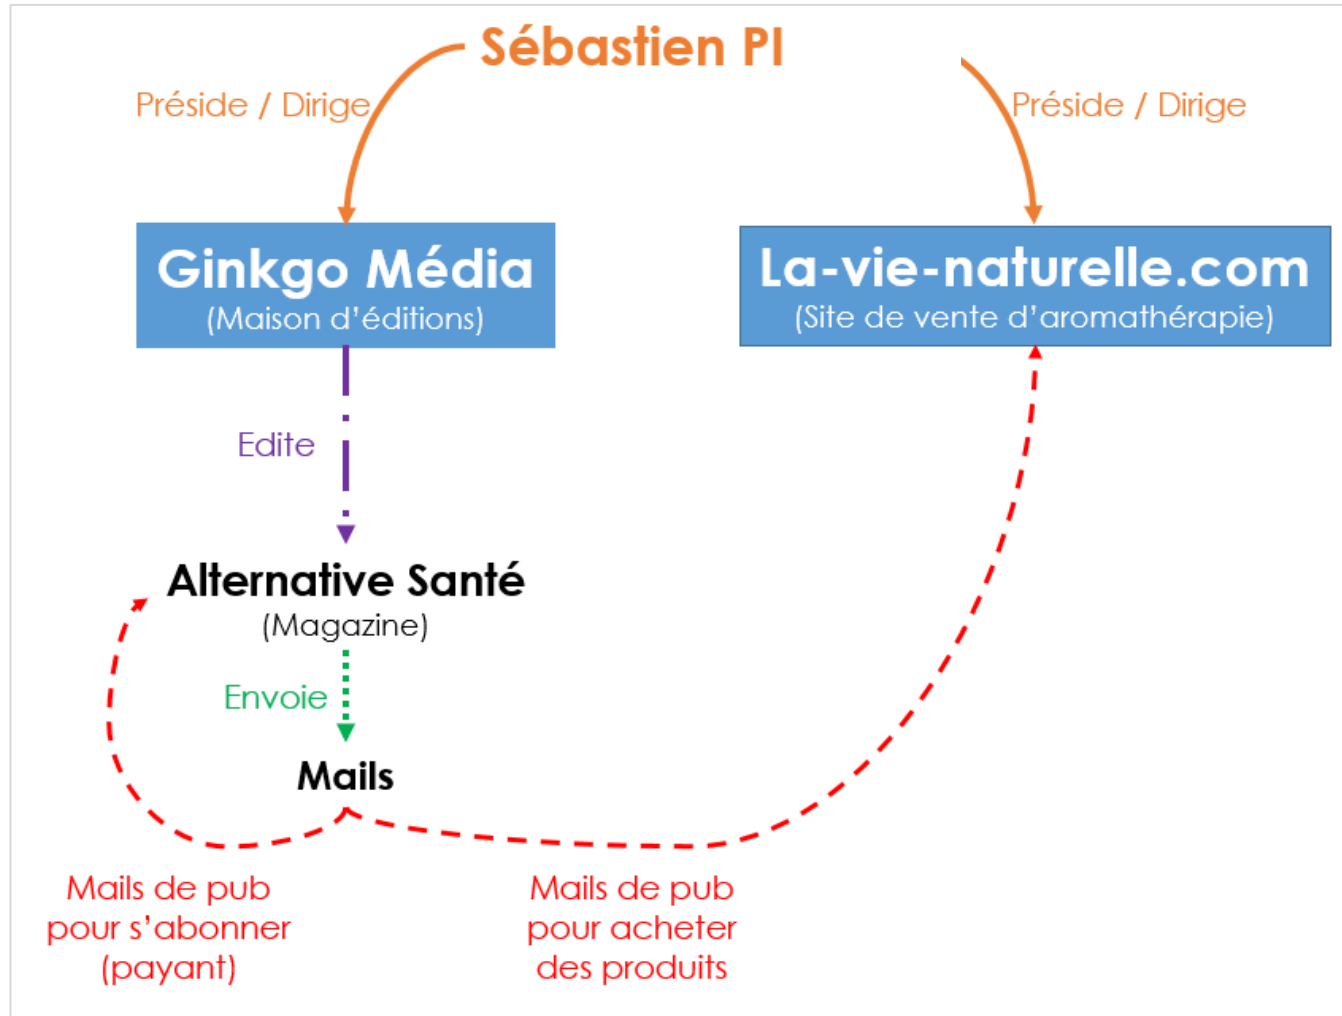 Sébastien PI
Préside / Dirige
Préside / Dirige
Ginkgo Média
(Maison d'éditions)
La-vie-naturelle.com
(Site de vente d'aromathérapie)
Edite
Alternative Santé
(Magazine)
Envoie
Mails
Mails de pub
pour s'abonner
(payant)
Mails de pub
pour acheter
des produits